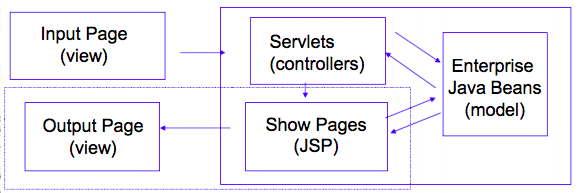 Input Page
(view)
Servlets
(controllers)
Enterprise
Java Beans
(model)
Output Page
(view)
Show Pages
(JSP)